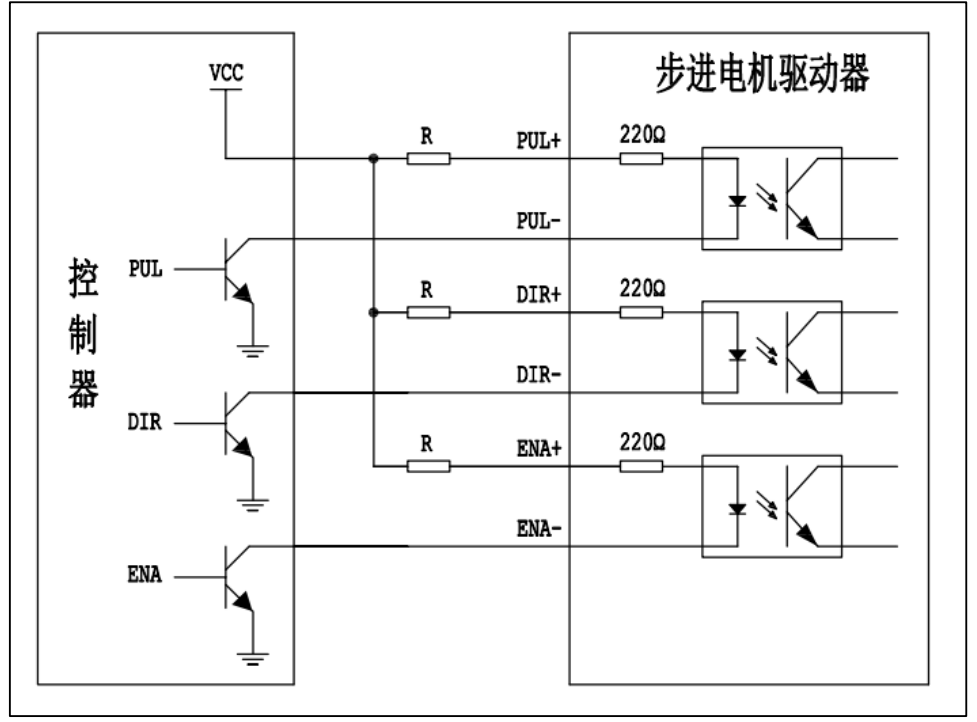 步进电机驱动器
VCC
R
PUL+
220Ω
PUL-
控制器
PUL
R
DIR+
220Ω
DIR-
DIR
R
ENA+
220Ω
ENA-
ENA